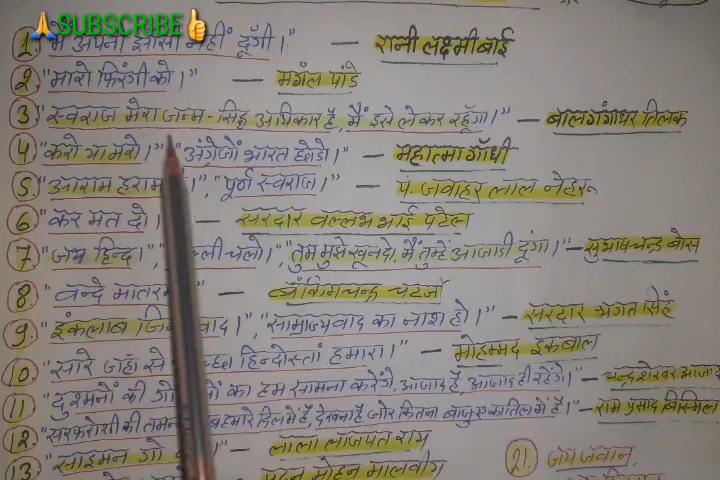 SUBSCRIBE
① "मैं अपनी झाँसी नहीं दूँगी।" — रानी लक्ष्मीबाई
② "मारो फिरंगी को।" — मगंल पांडे
③ "स्वराज मेरा जन्म-सिद्ध अधिकार है, मैं इसे लेकर रहूँगा।" — बालगंगाधर तिलक
④ "करो या मरो।" "अंग्रेजों भारत छोड़ो।" — महात्मा गाँधी
⑤ "आराम हराम।", "पूर्ण स्वराज।" — पं. जवाहर लाल नेहरू
⑥ "कर मत दो। — सरदार वल्लभ भाई पटेल
⑦ "जय हिन्द।", ल्ली चलो।, "तुम मुझे खून दो, मैं तुम्हें आजादी दूंगा।" — सुभाषचन्द्र बोस
⑧ "वन्दे मातर — बंकिमचन्द्र चटर्जी
⑨ "इंकलाब जि वाद।", "साम्राज्यवाद का नाश हो।" — सरदार भगत सिंह
⑩ "सारे जहाँ से च्छा हिन्दोस्तां हमारा।" — मोहम्मद इकबाल
⑪ "दुश्मनों की गो ों का हम सामना करेंगे, आजाद हैं, आजाद ही रहेंगे।" — चन्द्रशेखर आजाद
⑫ "सरफरोशी की तमन्न ब हमारे दिल में है, देखना है जोर कितना बाजुए कातिल में है।" — राम प्रसाद बिस्मिल
⑬ "साइमन गो — लाला लाजपत राय
मदन मोहन मालवीय
21. जय जवान,